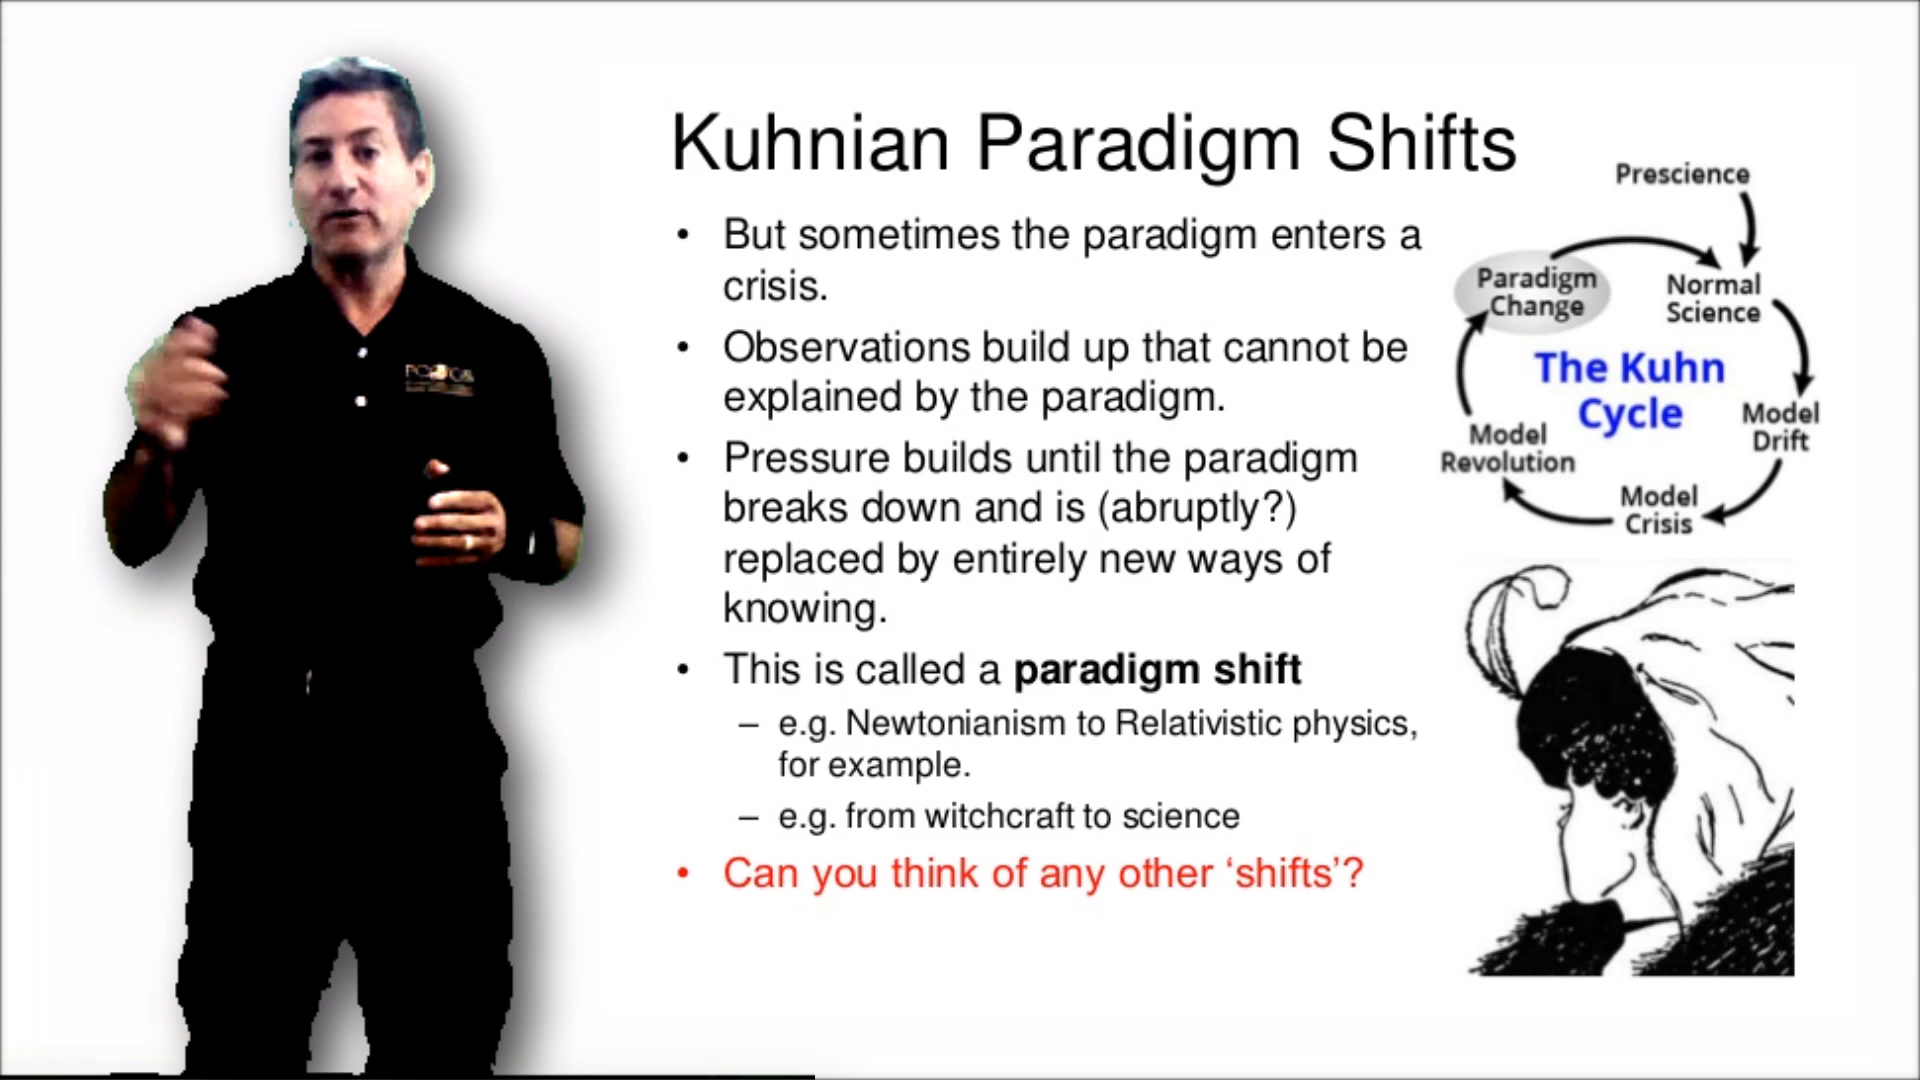 Kuhnian Paradigm Shifts
• But sometimes the paradigm enters a
crisis.
• Observations build up that cannot be
explained by the paradigm.
• Pressure builds until the paradigm
breaks down and is (abruptly?)
replaced by entirely new ways of
knowing.
• This is called a paradigm shift
– e.g. Newtonianism to Relativistic physics,
for example.
– e.g. from witchcraft to science
• Can you think of any other ‘shifts’?
Prescience
Paradigm
Change
Normal
Science
The Kuhn
Cycle
Model
Drift
Model
Revolution
Model
Crisis